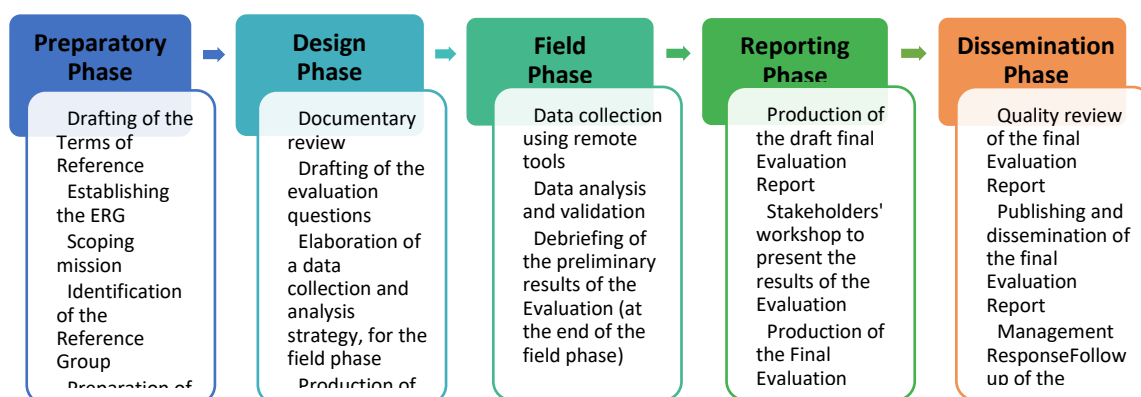 Preparatory
Phase
Drafting of the
Terms of
Reference
Establishing
the ERG
Scoping
mission
Identification
of the
Reference
Group
Preparation of
Design
Phase
Documentary
review
Drafting of the
evaluation
questions
Elaboration of
a data
collection and
analysis
strategy, for the
field phase
Production of
Field
Phase
Data collection
using remote
tools
Data analysis
and validation
Debriefing of
the preliminary
results of the
Evaluation (at
the end of the
field phase)
Reporting
Phase
Production of
the draft final
Evaluation
Report
Stakeholders'
workshop to
present the
results of the
Evaluation
Production of
the Final
Evaluation
Dissemination
Phase
Quality review
of the final
Evaluation
Report
Publishing and
dissemination of
the final
Evaluation
Report
Management
ResponseFollow
up of the